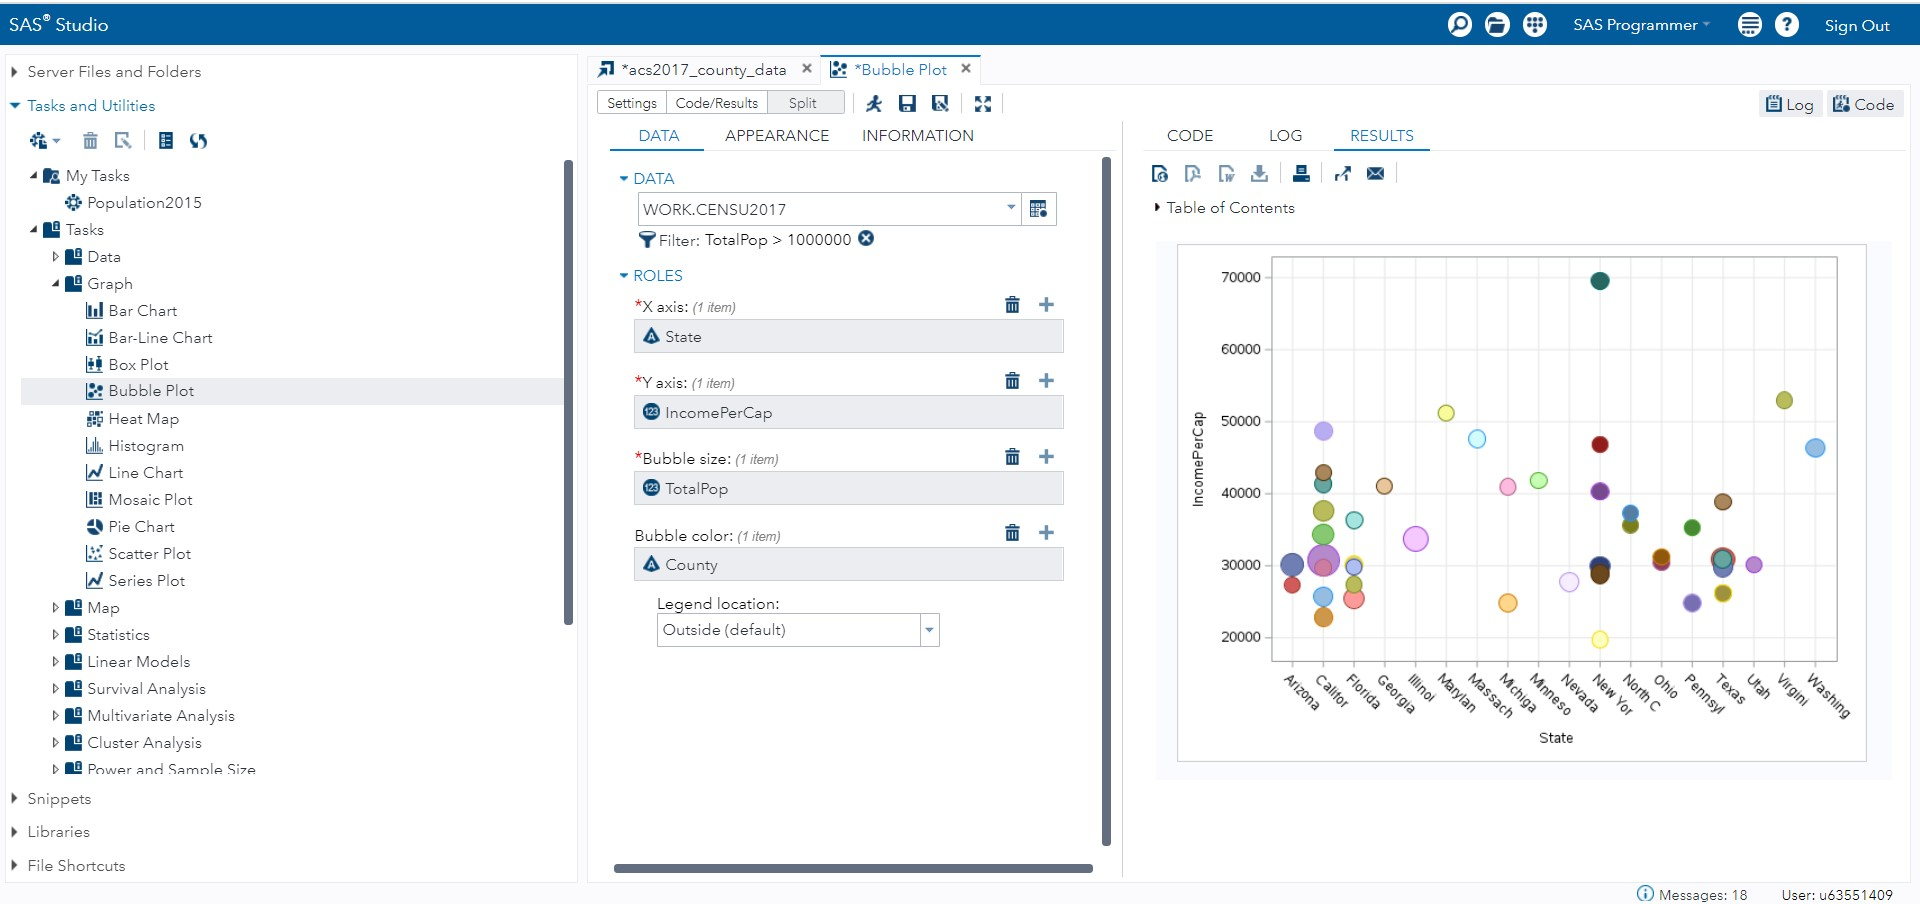 SAS® Studio
SAS Programmer
Sign Out
Server Files and Folders
Tasks and Utilities
My Tasks
Population2015
Tasks
Data
Graph
Bar Chart
Bar-Line Chart
Box Plot
Bubble Plot
Heat Map
Histogram
Line Chart
Mosaic Plot
Pie Chart
Scatter Plot
Series Plot
Map
Statistics
Linear Models
Survival Analysis
Multivariate Analysis
Cluster Analysis
Power and Sample Size
Snippets
Libraries
File Shortcuts
*acs2017_county_data
*Bubble Plot
Settings
Code/Results
Split
Log
Code
DATA
APPEARANCE
INFORMATION
DATA
WORK.CENSU2017
Filter: TotalPop > 1000000
ROLES
*X axis: (1 item)
State
*Y axis: (1 item)
123 IncomePerCap
*Bubble size: (1 item)
123 TotalPop
Bubble color: (1 item)
County
Legend location:
Outside (default)
CODE
LOG
RESULTS
Table of Contents
70000
60000
50000
40000
30000
20000
IncomePerCap
Arizona
Califor
Florida
Georgia
Illinoi
Marylan
Massach
Michiga
Minneso
Nevada
New Yor
North C
Ohio
Pennsyl
Texas
Utah
Virgini
Washing
State
Messages: 18
User: u63551409